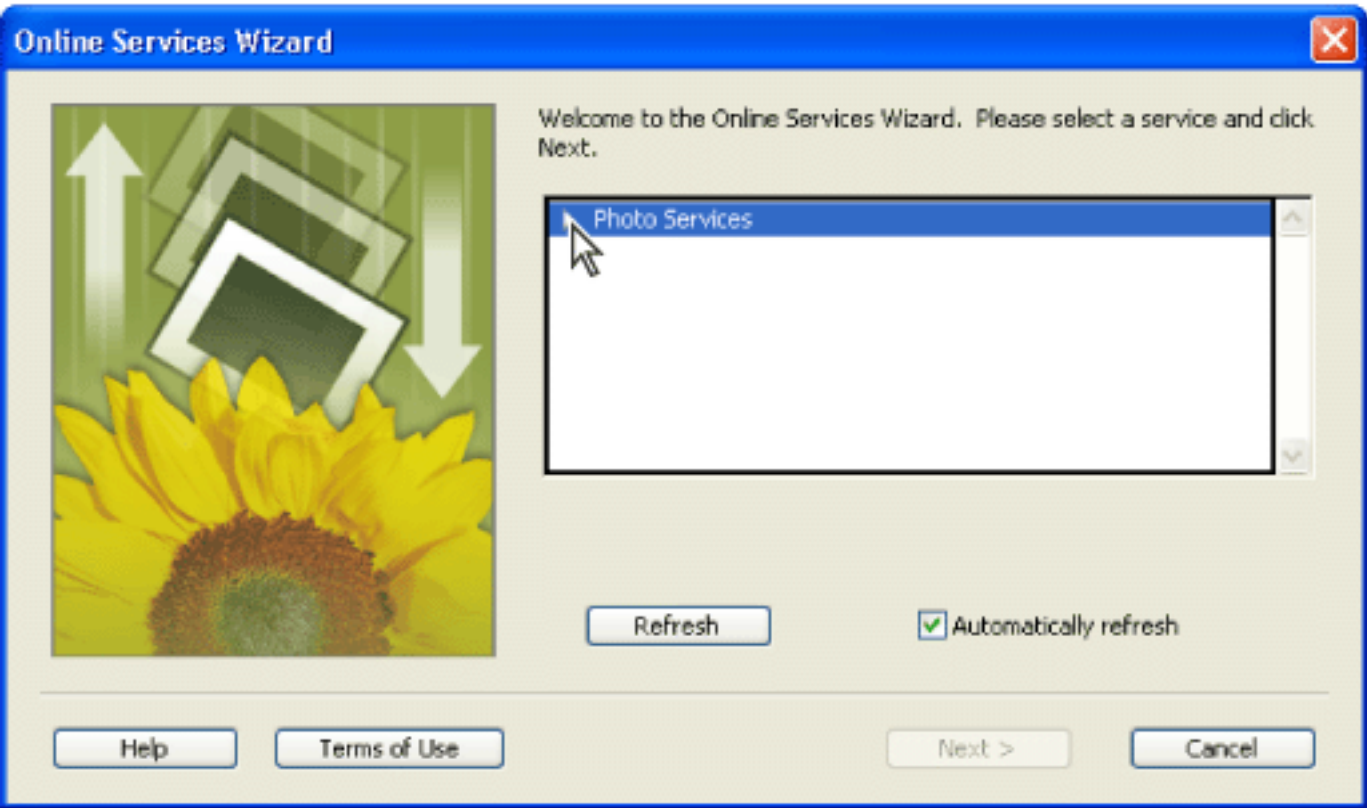 Online Services Wizard
Welcome to the Online Services Wizard.  Please select a service and click
Next.
Photo Services
Refresh
Automatically refresh
Help
Terms of Use
Next >
Cancel